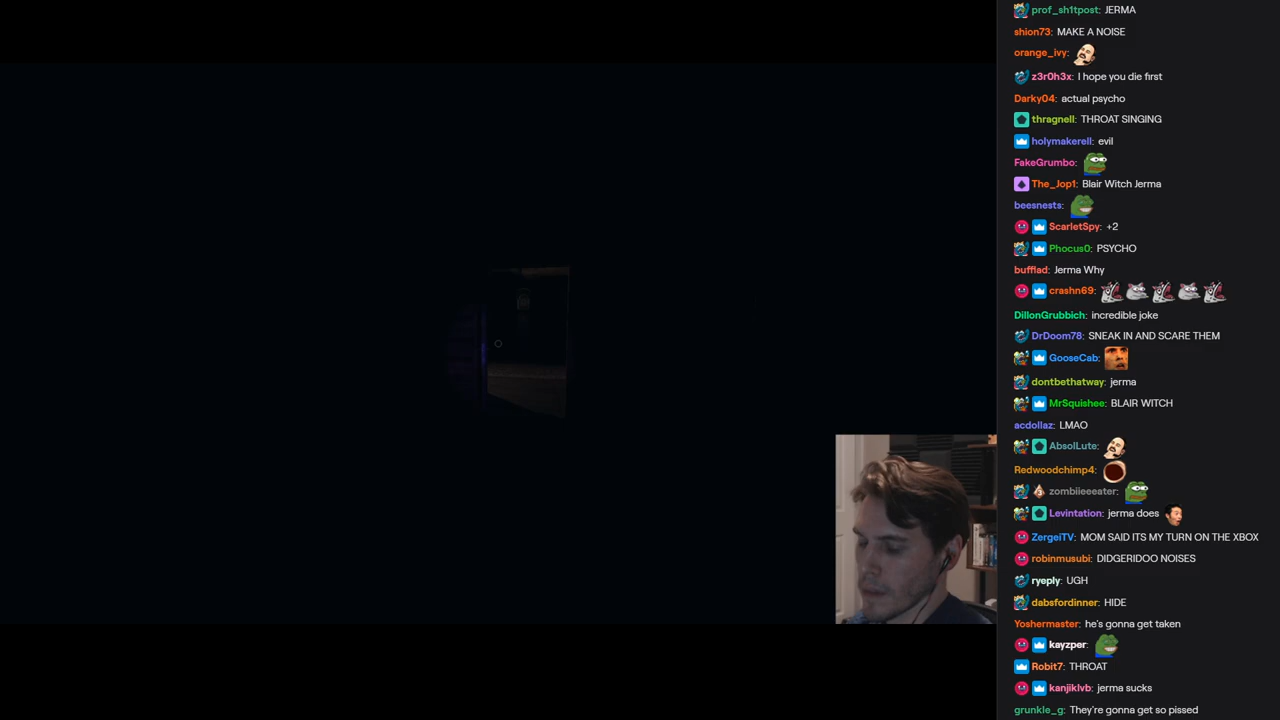 prof_sh1tpost: JERMA
shion73: MAKE A NOISE
orange_ivy:
z3r0h3x: I hope you die first
Darky04: actual psycho
thragnell: THROAT SINGING
holymakerell: evil
FakeGrumbo:
The_Jop1: Blair Witch Jerma
beesnests:
ScarletSpy: +2
Phocus0: PSYCHO
bufflad: Jerma Why
crashn69:
DillonGrubbich: incredible joke
DrDoom78: SNEAK IN AND SCARE THEM
GooseCab:
dontbethatway: jerma
MrSquishee: BLAIR WITCH
acdollaz: LMAO
AbsolLute:
Redwoodchimp4:
zombiieeeater:
Levintation: jerma does
ZergeiTV: MOM SAID ITS MY TURN ON THE XBOX
robinmusubi: DIDGERIDOO NOISES
ryeply: UGH
dabsfordinner: HIDE
Yoshermaster: he's gonna get taken
kayzper:
Robit7: THROAT
kanjiklvb: jerma sucks
grunkle_g: They're gonna get so pissed